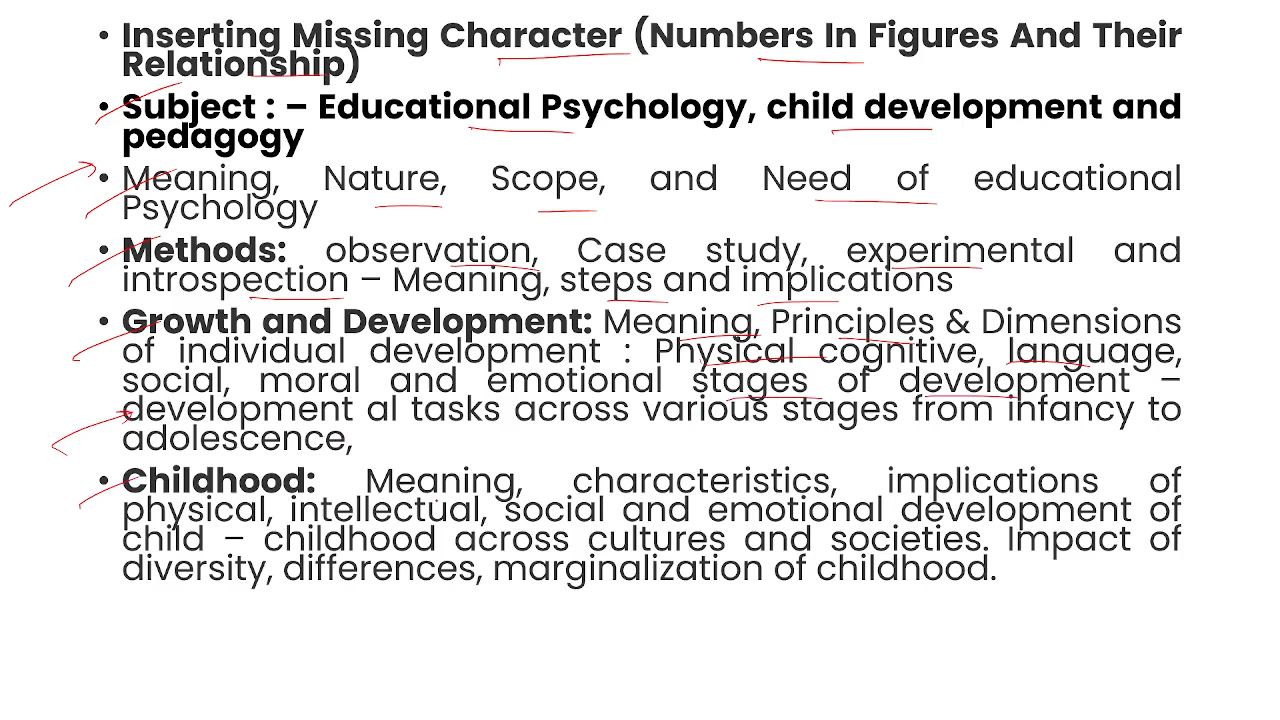 • Inserting Missing Character (Numbers In Figures And Their
Relationship)
• Subject : – Educational Psychology, child development and
pedagogy
• Meaning, Nature, Scope, and Need of educational
Psychology
• Methods: observation, Case study, experimental and
introspection – Meaning, steps and implications
• Growth and Development: Meaning, Principles & Dimensions
of individual development : Physical cognitive, language,
social, moral and emotional stages of development –
development al tasks across various stages from infancy to
adolescence,
• Childhood: Meaning, characteristics, implications of
physical, intellectual, social and emotional development of
child – childhood across cultures and societies. Impact of
diversity, differences, marginalization of childhood.